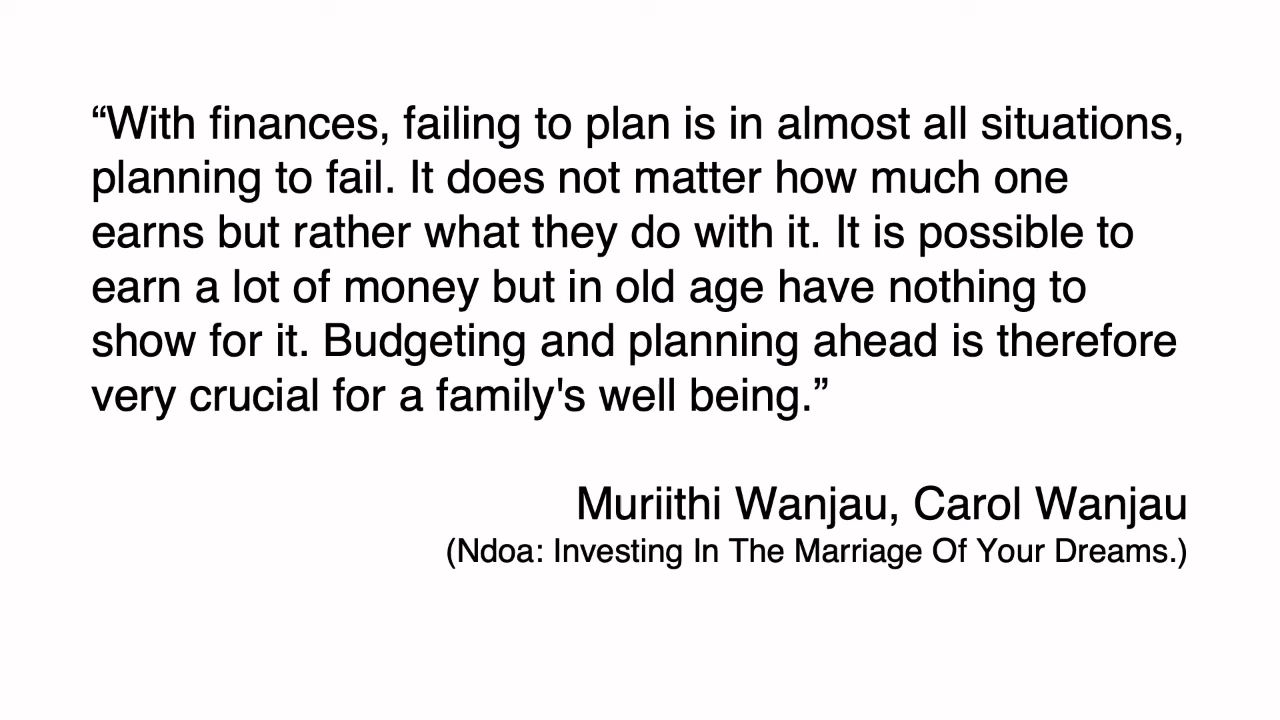 “With finances, failing to plan is in almost all situations,
planning to fail. It does not matter how much one
earns but rather what they do with it. It is possible to
earn a lot of money but in old age have nothing to
show for it. Budgeting and planning ahead is therefore
very crucial for a family's well being.”
Muriithi Wanjau, Carol Wanjau
(Ndoa: Investing In The Marriage Of Your Dreams.)